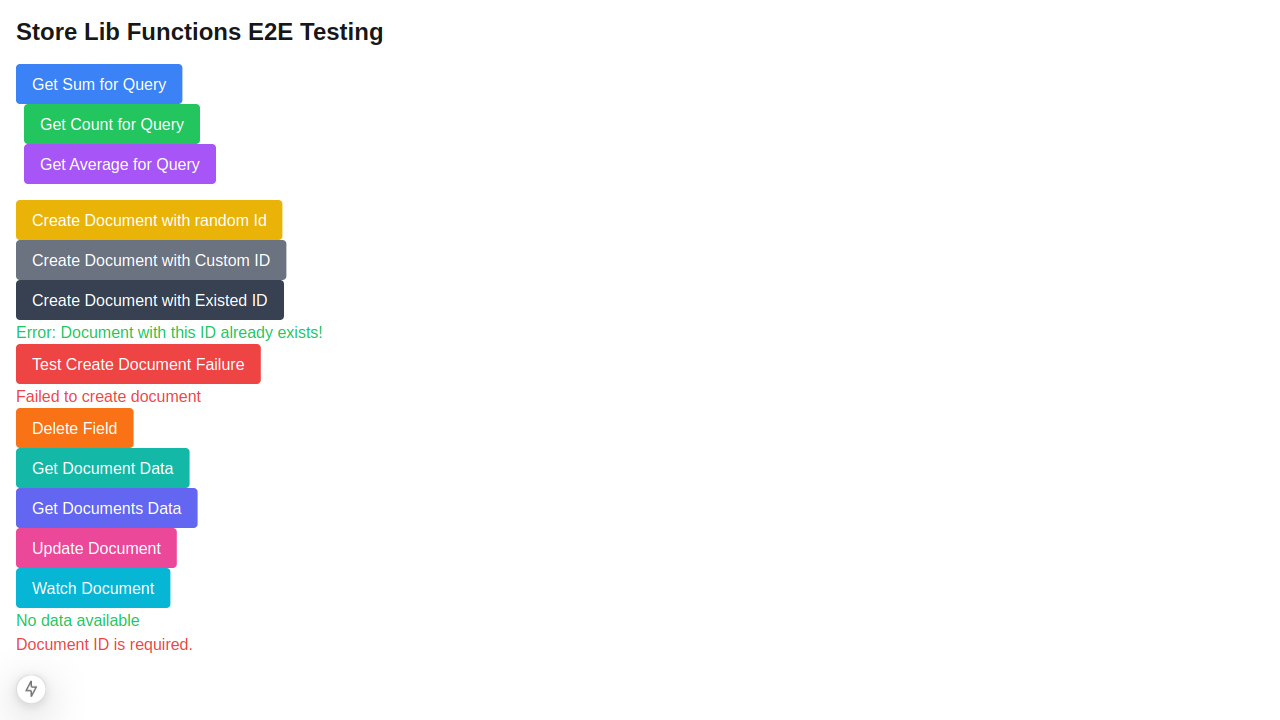 Store Lib Functions E2E Testing
Get Sum for Query
Get Count for Query
Get Average for Query
Create Document with random Id
Create Document with Custom ID
Create Document with Existed ID
Error: Document with this ID already exists!
Test Create Document Failure
Failed to create document
Delete Field
Get Document Data
Get Documents Data
Update Document
Watch Document
No data available
Document ID is required.